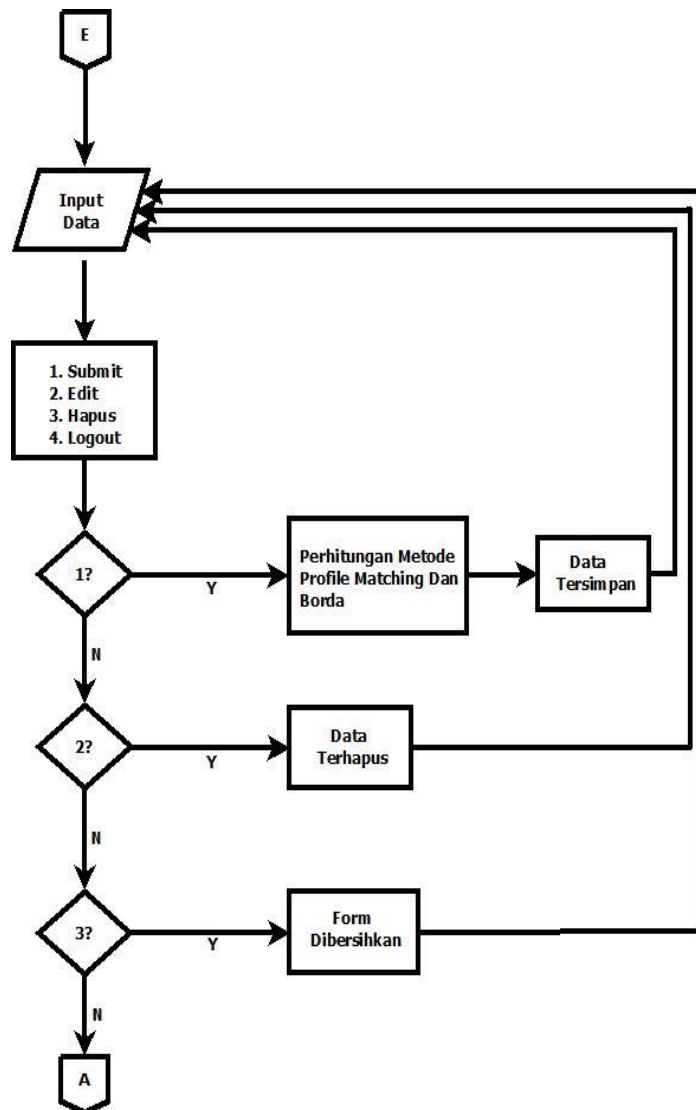 E
Input
Data
1. Submit
2. Edit
3. Hapus
4. Logout
1?
Y
Perhitungan Metode
Profile Matching Dan
Borda
Data
Tersimpan
N
2?
Y
Data
Terhapus
N
3?
Y
Form
Dibersihkan
N
A